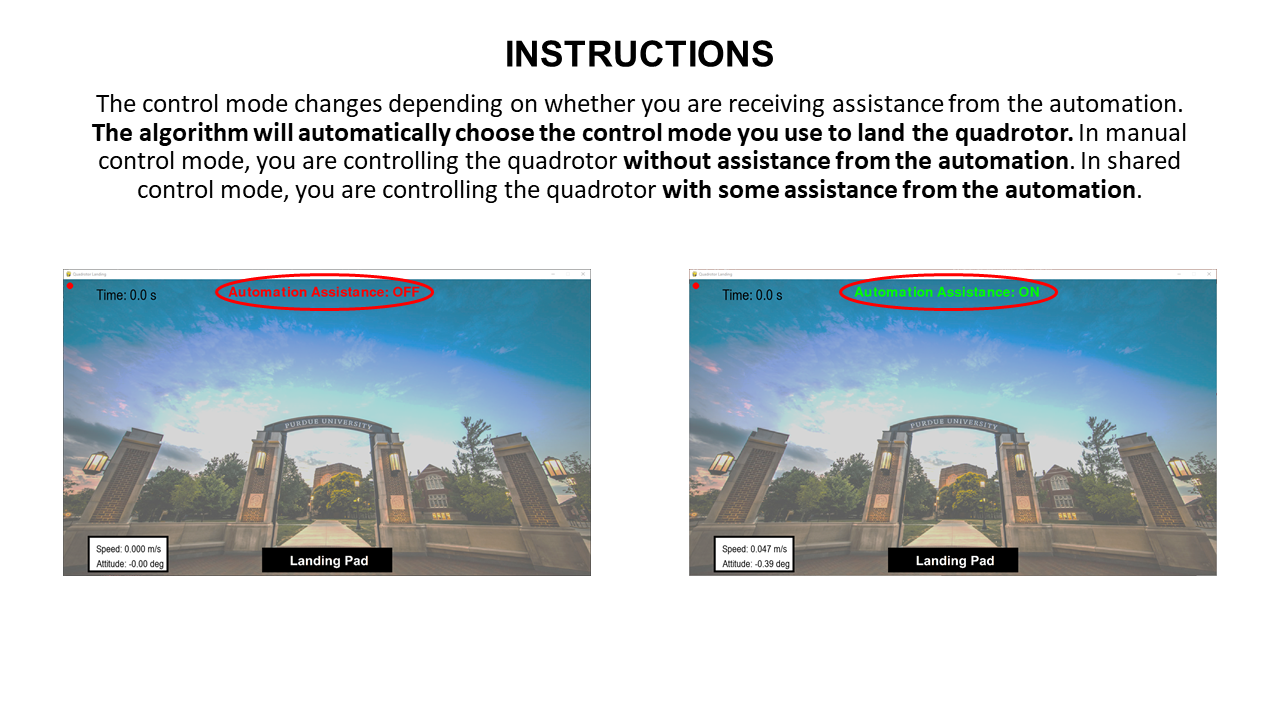 INSTRUCTIONS
The control mode changes depending on whether you are receiving assistance from the automation.
The algorithm will automatically choose the control mode you use to land the quadrotor. In manual
control mode, you are controlling the quadrotor without assistance from the automation. In shared
control mode, you are controlling the quadrotor with some assistance from the automation.
Quadrotor Landing
Time: 0.0 s
Automation Assistance: OFF
PURDUE UNIVERSITY
Speed: 0.000 m/s
Attitude: -0.00 deg
Landing Pad
Quadrotor Landing
Time: 0.0 s
Automation Assistance: ON
PURDUE UNIVERSITY
Speed: 0.047 m/s
Attitude: -0.39 deg
Landing Pad